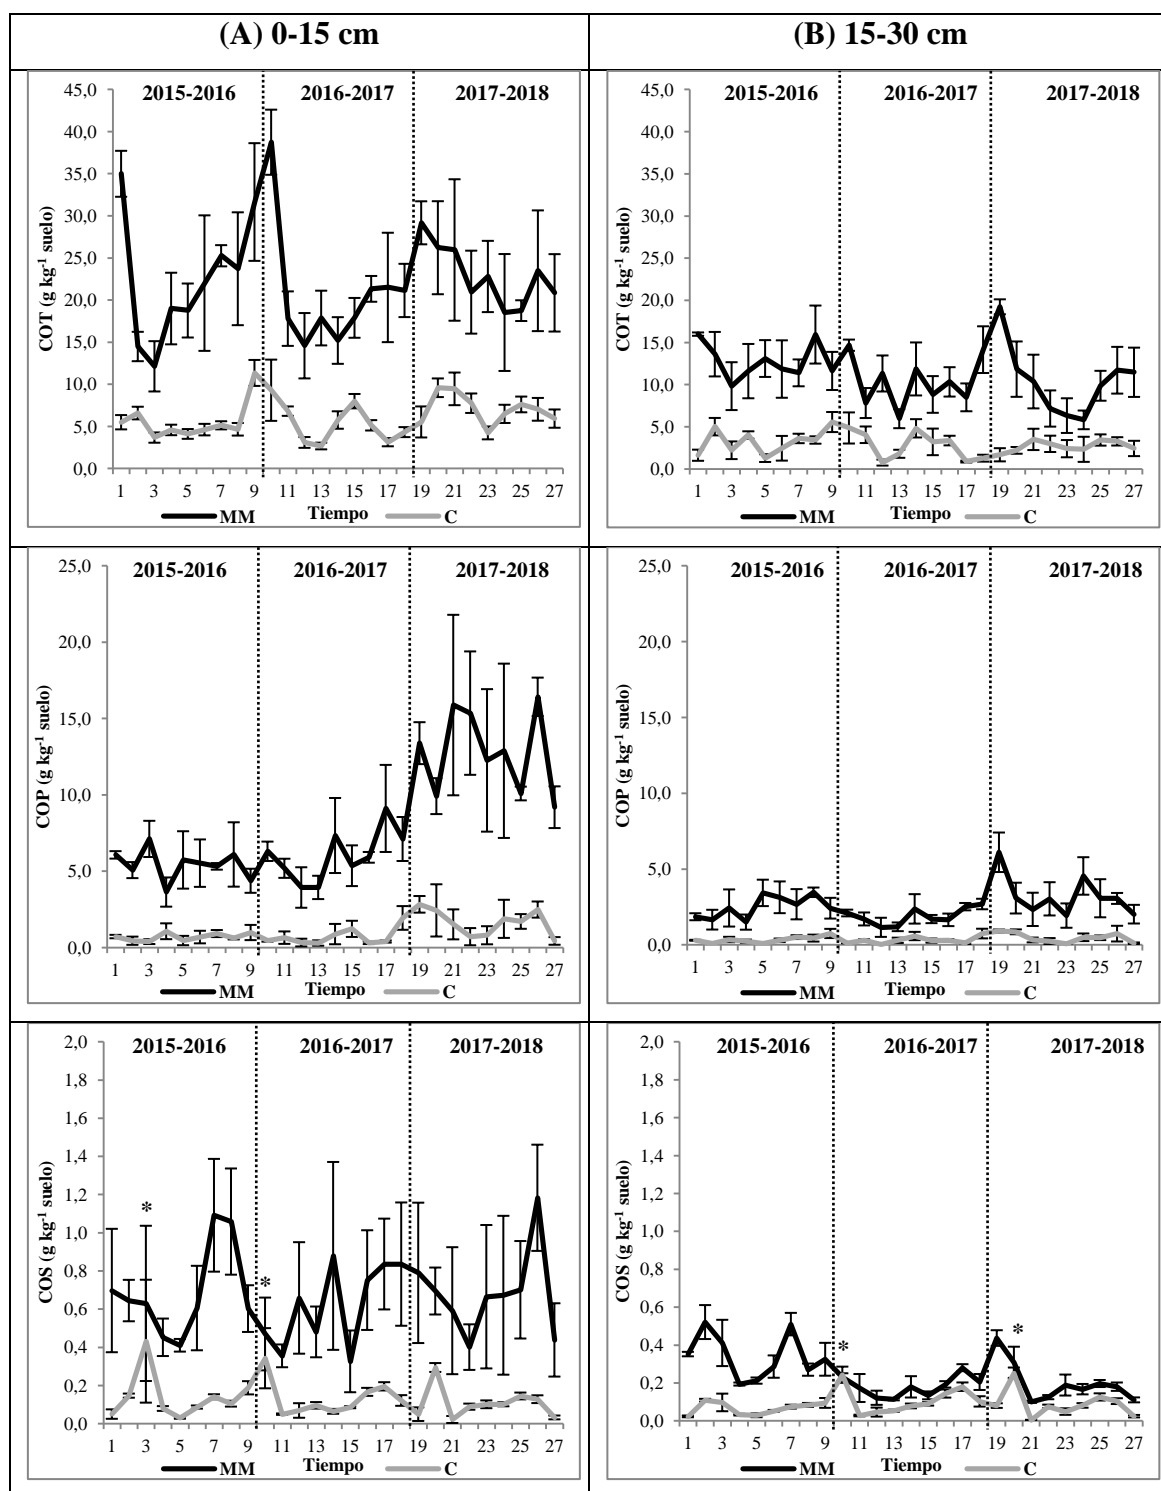 (A) 0-15 cm
(B) 15-30 cm
2015-2016 2016-2017 2017-2018
45,0
40,0
35,0
30,0
25,0
20,0
15,0
10,0
5,0
0,0
COT (g kg-1 suelo)
1 3 5 7 9 11 13 15 17 19 21 23 25 27
MM Tiempo C
2015-2016 2016-2017 2017-2018
45,0
40,0
35,0
30,0
25,0
20,0
15,0
10,0
5,0
0,0
COT (g kg-1 suelo)
1 3 5 7 9 11 13 15 17 19 21 23 25 27
MM Tiempo C
2015-2016 2016-2017 2017-2018
25,0
20,0
15,0
10,0
5,0
0,0
COP (g kg-1 suelo)
1 3 5 7 9 11 13 15 17 19 21 23 25 27
MM Tiempo C
2015-2016 2016-2017 2017-2018
25,0
20,0
15,0
10,0
5,0
0,0
COP (g kg-1 suelo)
1 3 5 7 9 11 13 15 17 19 21 23 25 27
MM Tiempo C
2015-2016 2016-2017 2017-2018
2,0
1,8
1,6
1,4
1,2
1,0
0,8
0,6
0,4
0,2
0,0
COS (g kg-1 suelo)
*
*
1 3 5 7 9 11 13 15 17 19 21 23 25 27
MM Tiempo C
2015-2016 2016-2017 2017-2018
2,0
1,8
1,6
1,4
1,2
1,0
0,8
0,6
0,4
0,2
0,0
COS (g kg-1 suelo)
*
*
1 3 5 7 9 11 13 15 17 19 21 23 25 27
MM Tiempo C